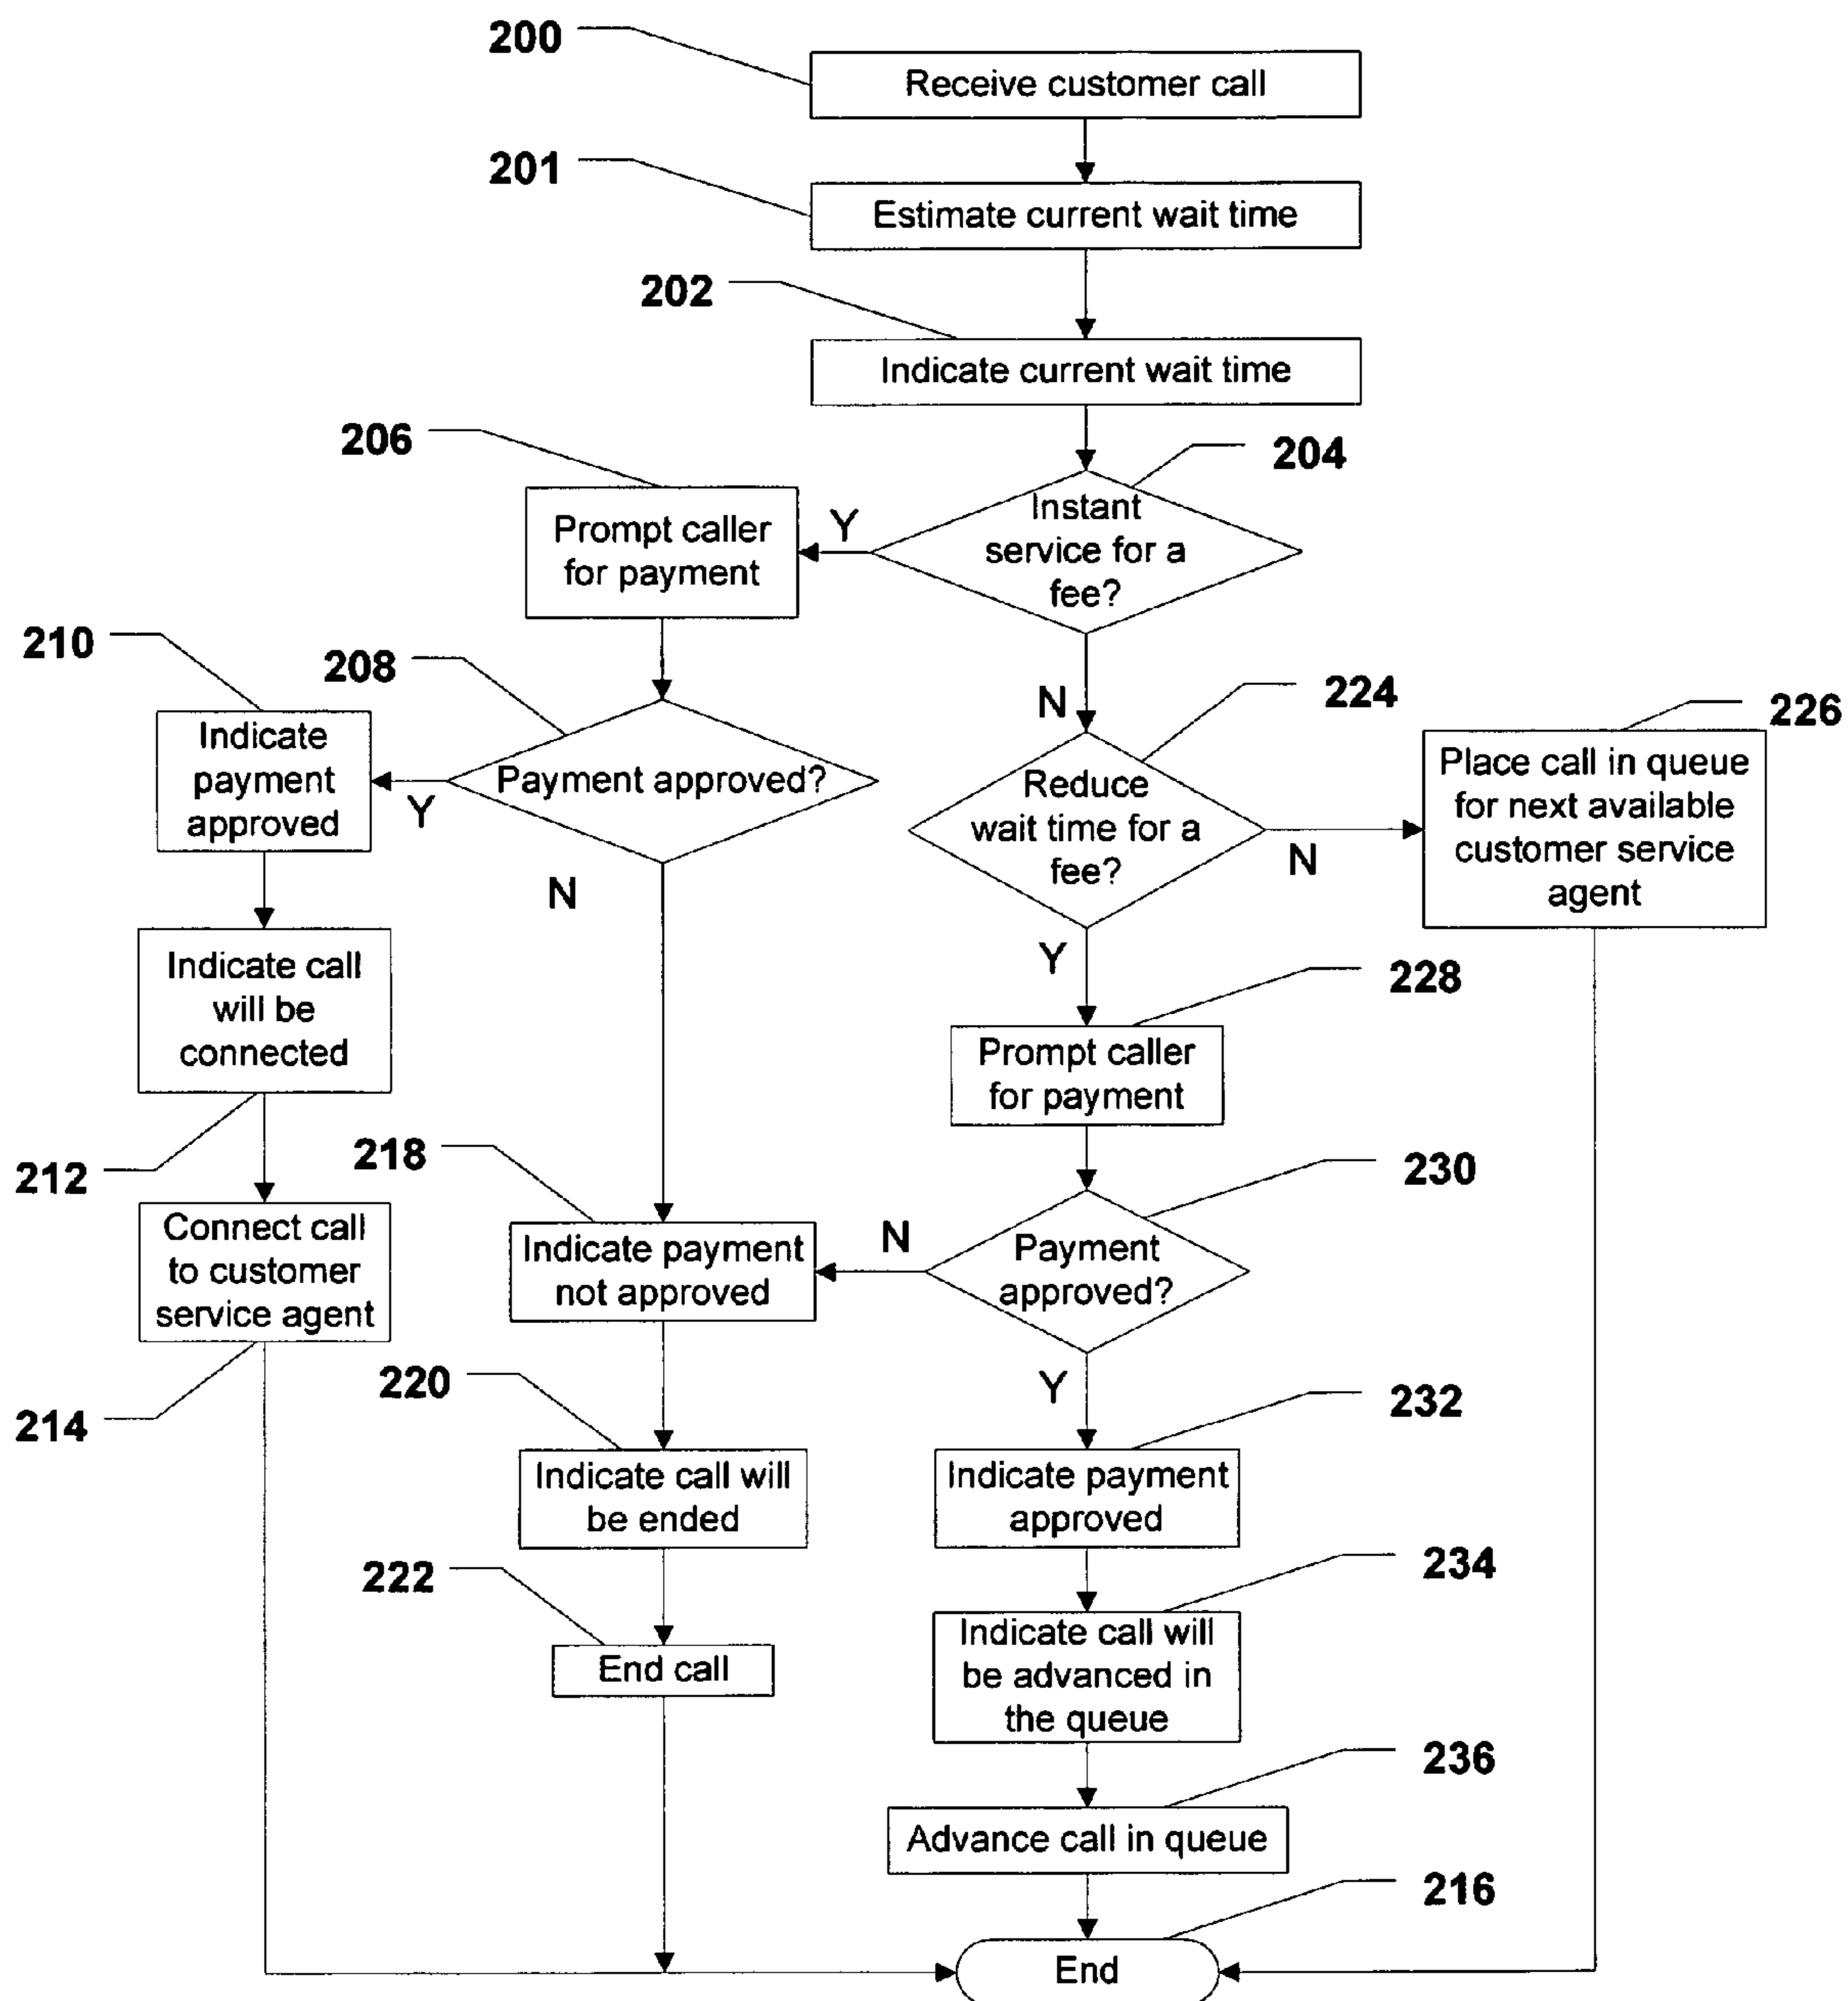 200
Receive customer call
201
Estimate current wait time
202
Indicate current wait time
206
204
Prompt caller
for payment
Y
Instant
service for a
fee?
210
208
N
224
226
Indicate
payment
approved
Y
Payment approved?
Reduce
wait time for a
fee?
N
Place call in queue
for next available
customer service
agent
N
Y
228
Indicate call
will be
connected
Prompt caller
for payment
212
218
230
Connect call
to customer
service agent
Indicate payment
not approved
N
Payment
approved?
214
220
Y
232
Indicate call will
be ended
Indicate payment
approved
222
234
End call
Indicate call will
be advanced in
the queue
236
Advance call in queue
216
End